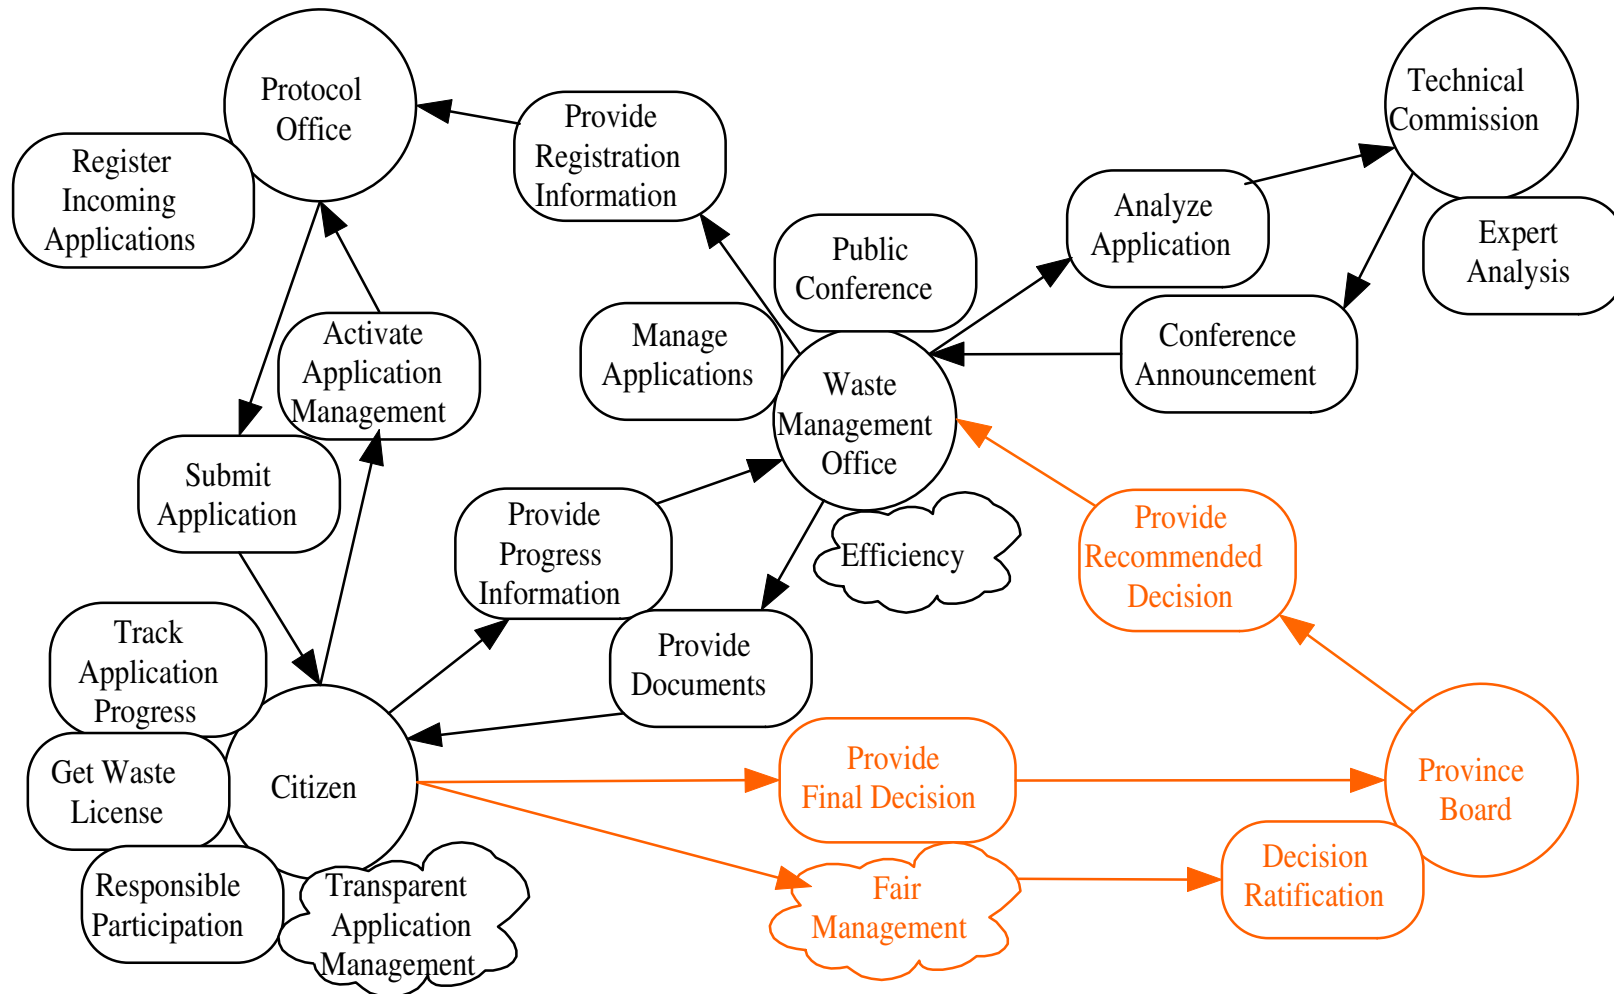 Protocol
Office
Register
Incoming
Applications
Provide
Registration
Information
Technical
Commission
Analyze
Application
Expert
Analysis
Public
Conference
Manage
Applications
Conference
Announcement
Activate
Application
Management
Waste
Management
Office
Submit
Application
Provide
Progress
Information
Efficiency
Provide
Recommended
Decision
Track
Application
Progress
Provide
Documents
Get Waste
License
Citizen
Provide
Final Decision
Province
Board
Responsible
Participation
Transparent
Application
Management
Fair
Management
Decision
Ratification